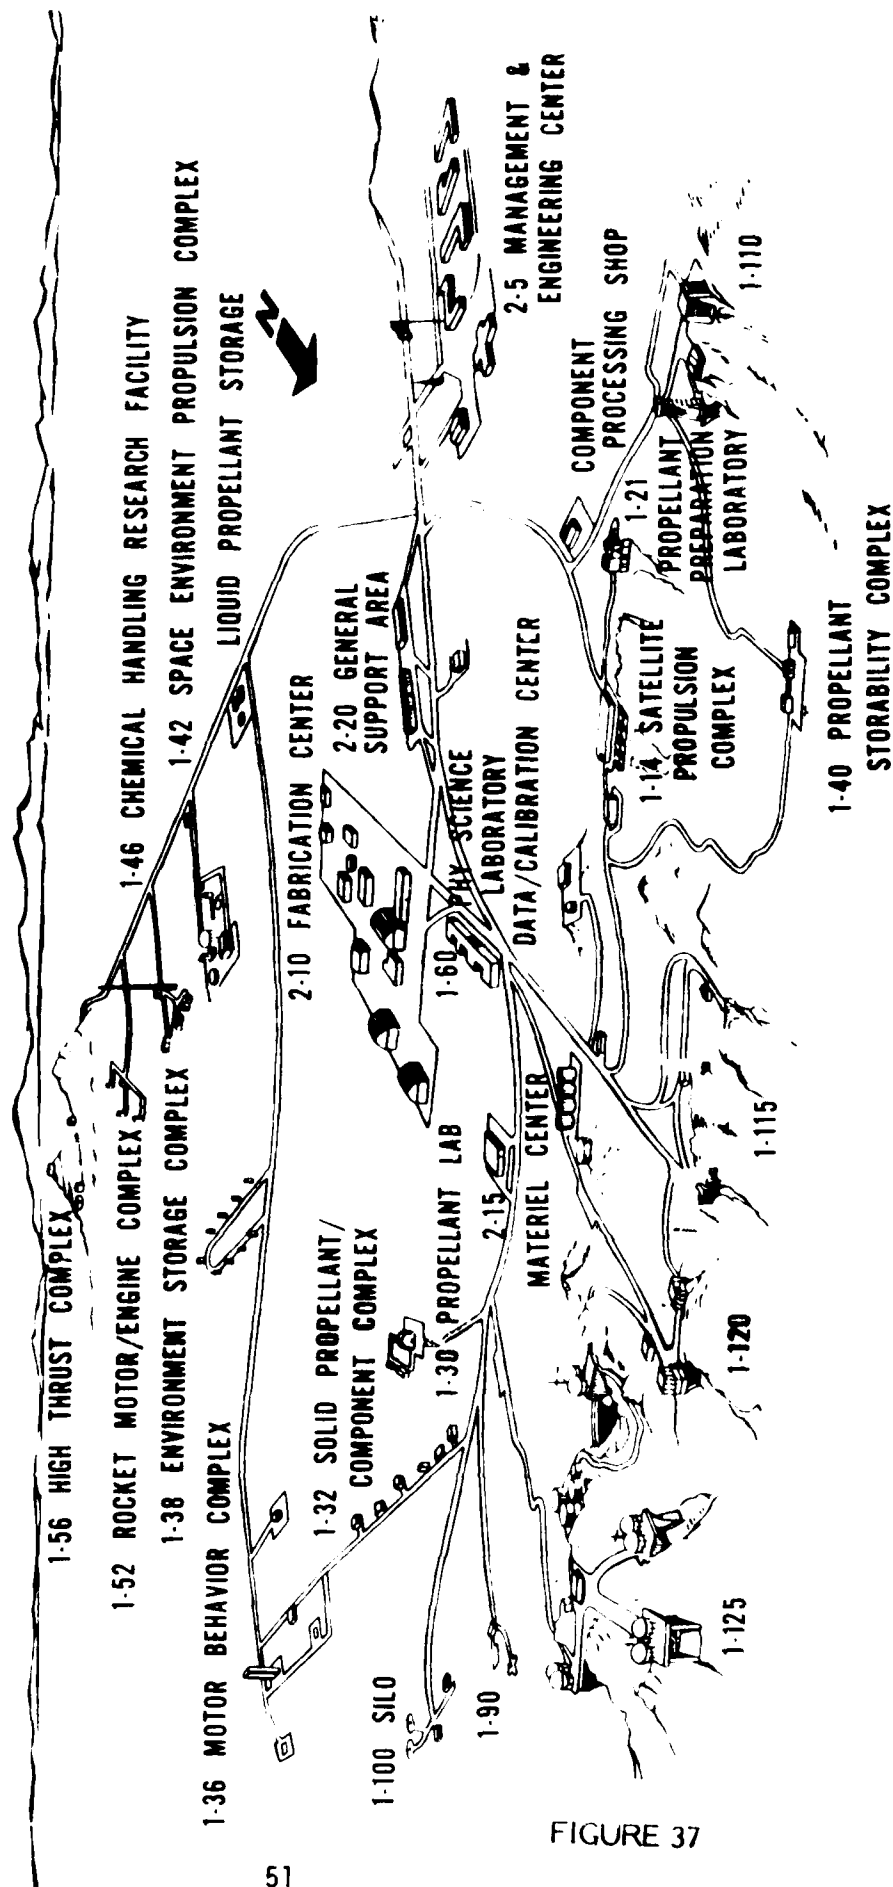 1-56 HIGH THRUST COMPLEX
1-52 ROCKET MOTOR/ENGINE COMPLEX
1-38 ENVIRONMENT STORAGE COMPLEX
1-46 CHEMICAL HANDLING RESEARCH FACILITY
1-42 SPACE ENVIRONMENT PROPULSION COMPLEX
LIQUID PROPELLANT STORAGE
N
1-36 MOTOR BEHAVIOR COMPLEX
1-32 SOLID PROPELLANT/
COMPONENT COMPLEX
2-10 FABRICATION CENTER
2-20 GENERAL
SUPPORT AREA
1-100 SILO
1-30 PROPELLANT LAB
1-60 PHY SCIENCE
LABORATORY
DATA/CALIBRATION CENTER
2-5 MANAGEMENT &
ENGINEERING CENTER
1-90
2-15
MATERIEL CENTER
COMPONENT
PROCESSING SHOP
1-21
PROPELLANT
PREPARATION
LABORATORY
1-14 SATELLITE
PROPULSION
COMPLEX
1-110
1-125
1-120
1-115
1-40 PROPELLANT
STORABILITY COMPLEX
FIGURE 37
51